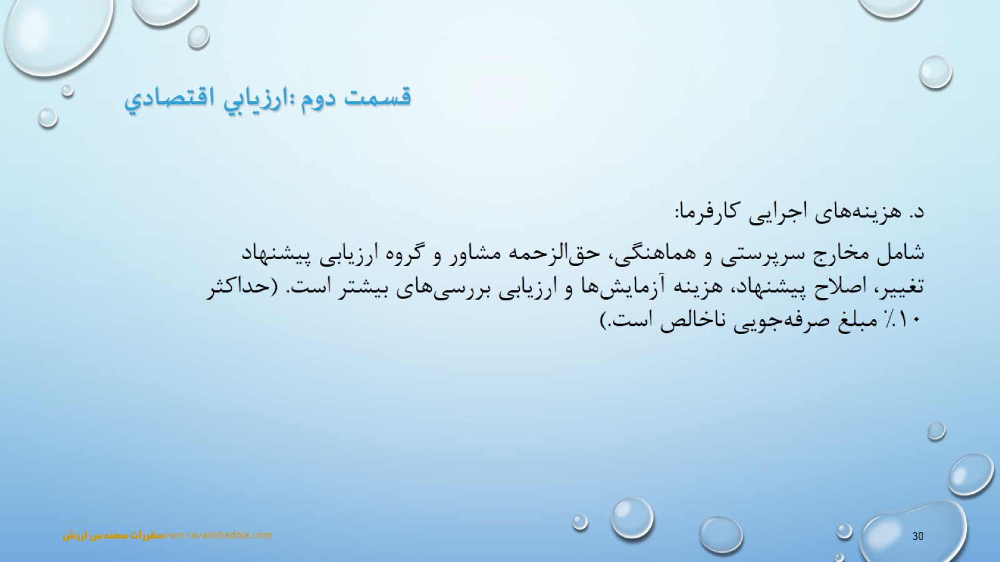 قسمت دوم :ارزيابي اقتصادي
د. هزینه‌های اجرایی کارفرما:
شامل مخارج سرپرستی و هماهنگی، حق‌الزحمه مشاور و گروه ارزیابی پیشنهاد
تغییر، اصلاح پیشنهاد، هزینه آزمایش‌ها و ارزیابی بررسی‌های بیشتر است. (حداکثر
۱۰٪ مبلغ صرفه‌جویی ناخالص است.)
مقررات مهندس ارزش www.ravanshadnia.com
30